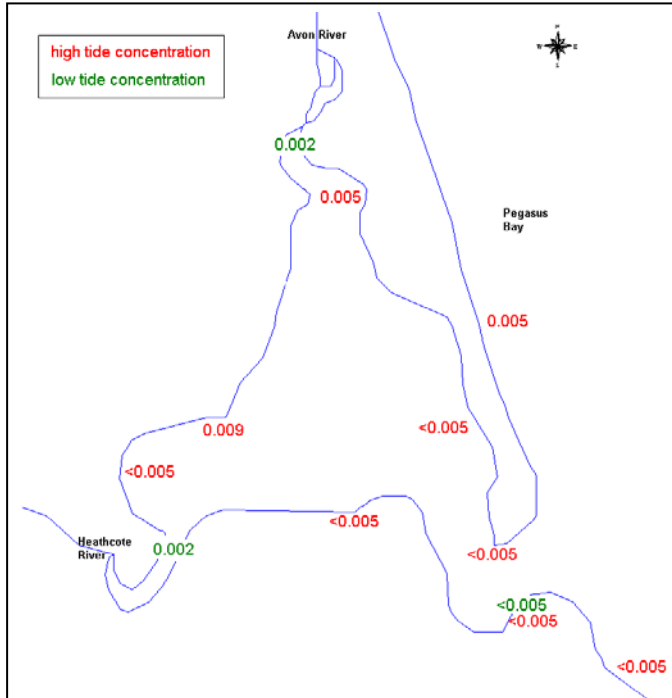 Avon River
high tide concentration
low tide concentration
0.002
0.005
Pegasus
Bay
0.005
0.009
<0.005
<0.005
<0.005
Heathcote
River
0.002
<0.005
<0.005
<0.005
<0.005